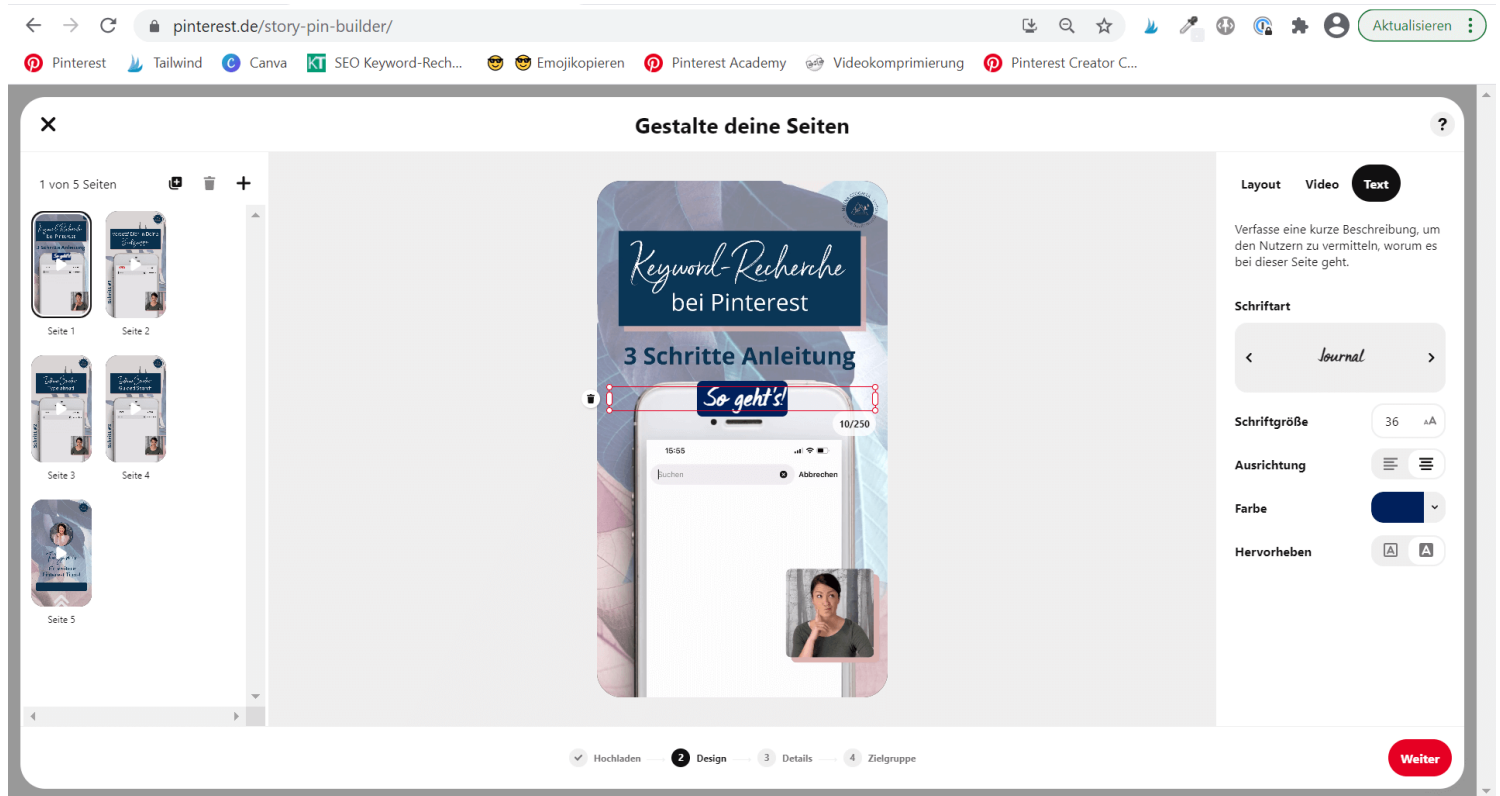 pinterest.de/story-pin-builder/
Aktualisieren
Pinterest
Tailwind
C Canva
KT SEO Keyword-Rech...
Emojikopieren
Pinterest Academy
Videokomprimierung
Pinterest Creator C...
Gestalte deine Seiten
?
1 von 5 Seiten
Seite 1
Seite 2
Seite 3
Seite 4
Seite 5
Keyword-Recherche
bei Pinterest
3 Schritte Anleitung
So geht's!
10/250
15:55
Suchen
Abbrechen
Layout
Video
Text
Verfasse eine kurze Beschreibung, um
den Nutzern zu vermitteln, worum es
bei dieser Seite geht.
Schriftart
Journal
Schriftgröße
36
AA
Ausrichtung
Farbe
Hervorheben
A
A
Hochladen
2 Design
3 Details
4 Zielgruppe
Weiter